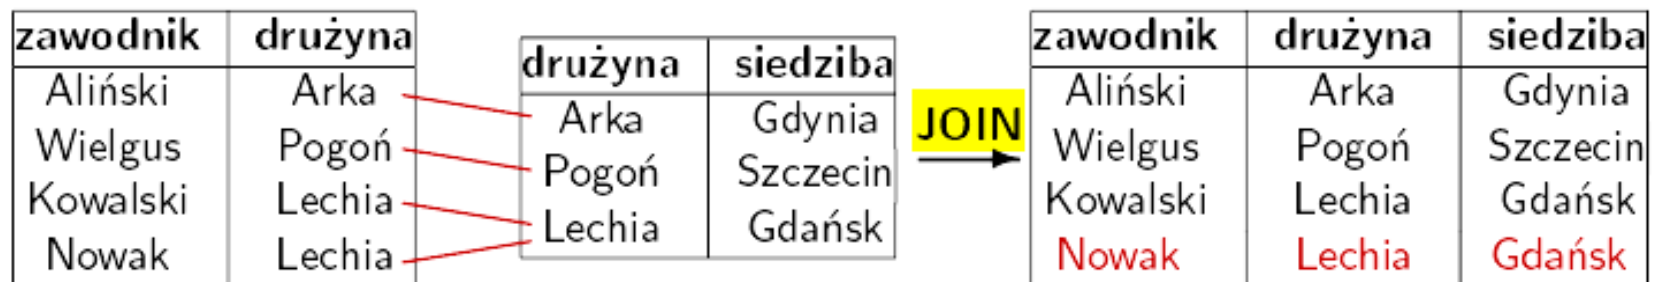 zawodnik drużyna
Aliński Arka
Wielgus Pogoń
Kowalski Lechia
Nowak Lechia
drużyna siedziba
Arka Gdynia
Pogoń Szczecin
Lechia Gdańsk
JOIN
zawodnik drużyna siedziba
Aliński Arka Gdynia
Wielgus Pogoń Szczecin
Kowalski Lechia Gdańsk
Nowak Lechia Gdańsk